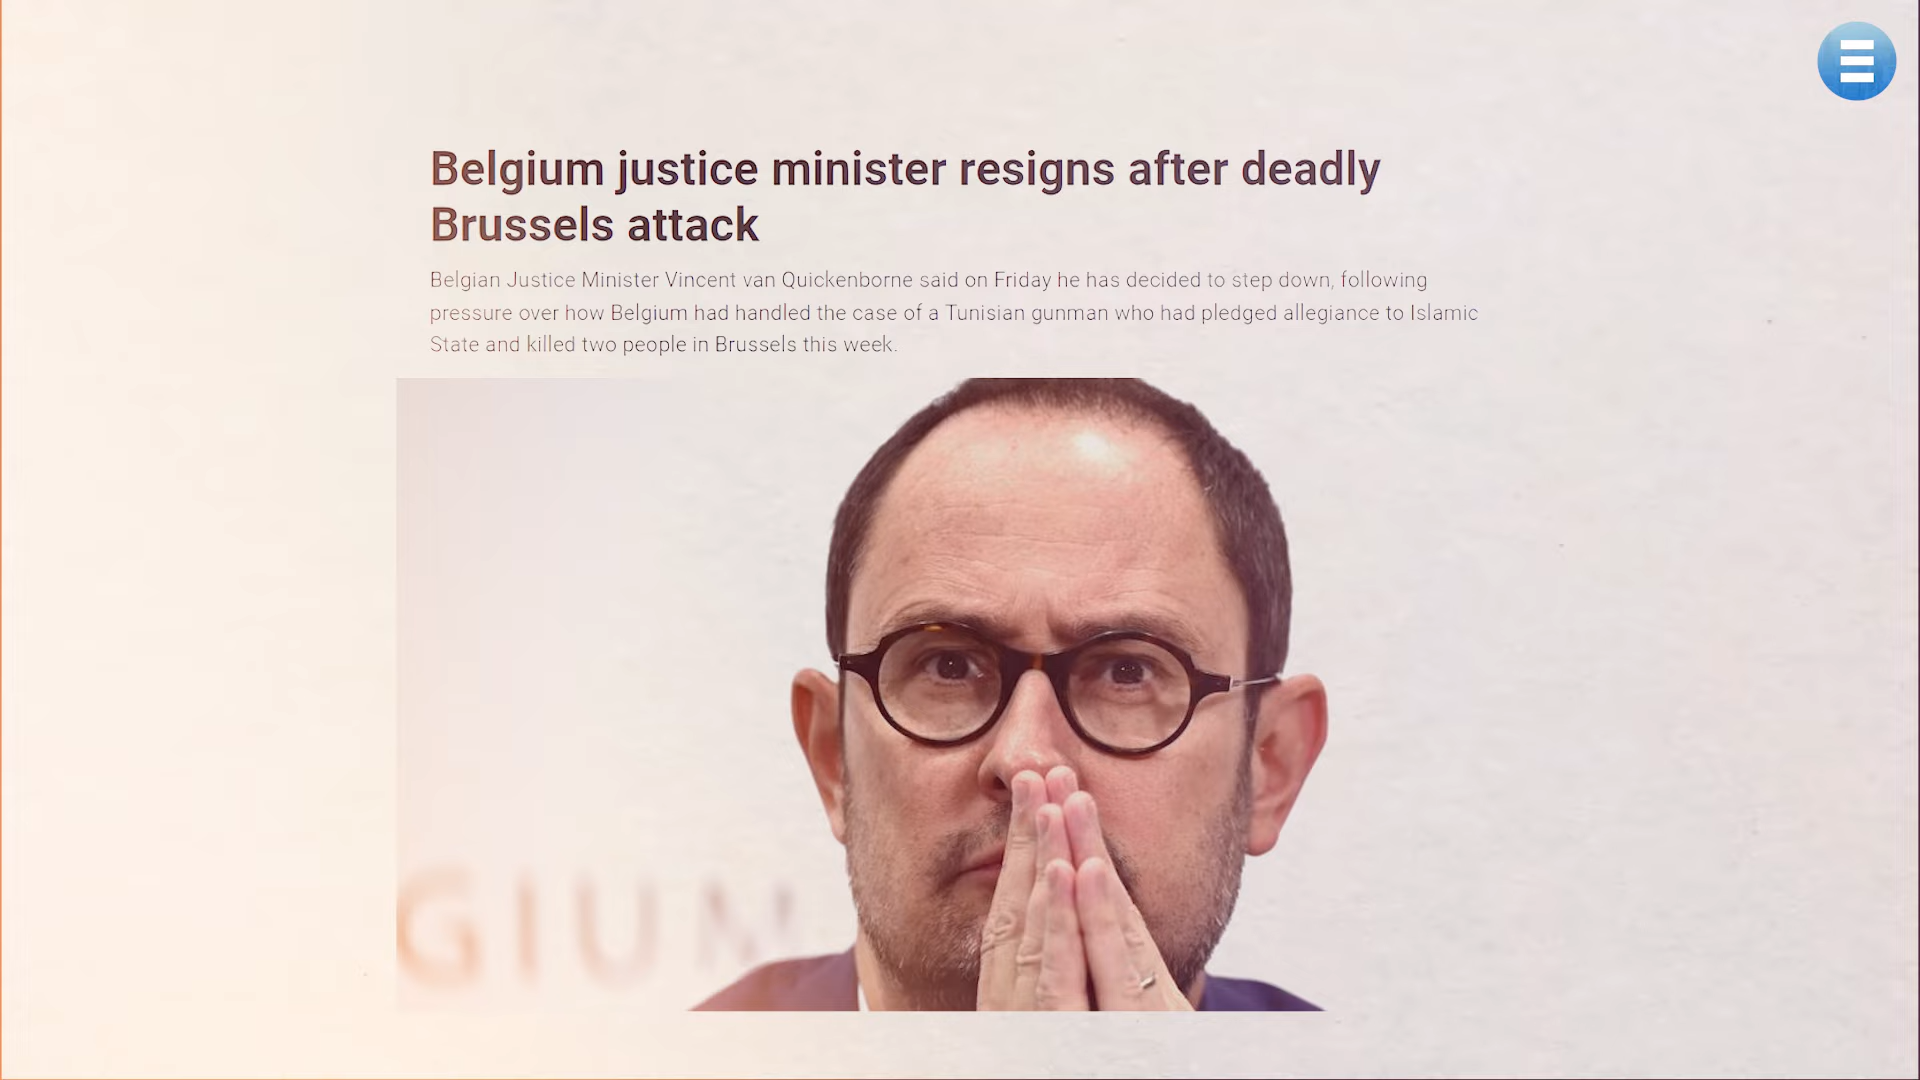 Belgium justice minister resigns after deadly
Brussels attack
Belgian Justice Minister Vincent van Quickenborne said on Friday he has decided to step down, following
pressure over how Belgium had handled the case of a Tunisian gunman who had pledged allegiance to Islamic
State and killed two people in Brussels this week.
GIUM